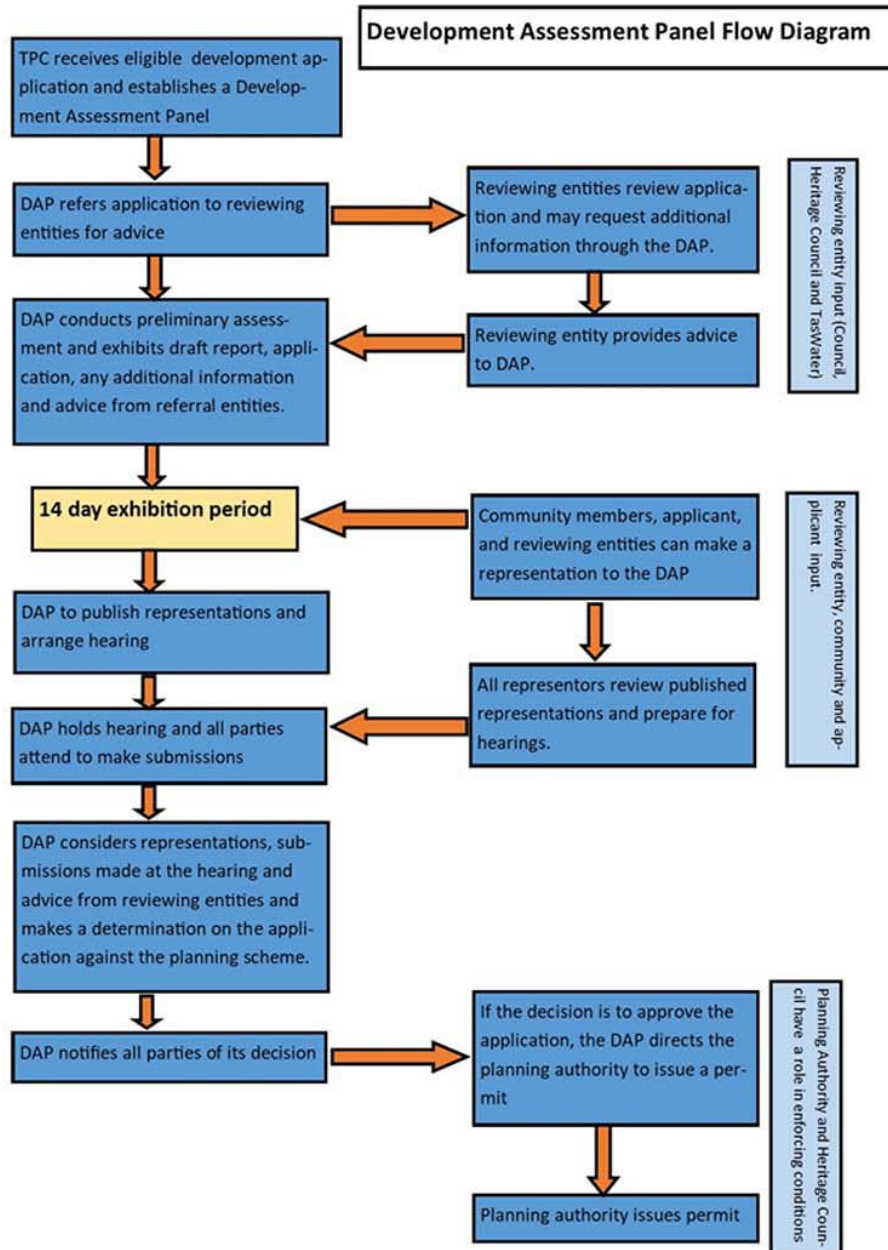 Development Assessment Panel Flow Diagram
TPC receives eligible development ap-
plication and establishes a Develop-
ment Assessment Panel
DAP refers application to reviewing
entities for advice
Reviewing entities review applica-
tion and may request additional
information through the DAP.
Reviewing entity input (Council,
Heritage Council and TasWater)
DAP conducts preliminary assess-
ment and exhibits draft report, appli-
cation, any additional information
and advice from referral entities.
Reviewing entity provides advice
to DAP.
14 day exhibition period
Community members, applicant,
and reviewing entities can make a
representation to the DAP
Reviewing entity, community and ap-
plicant input.
DAP to publish representations and
arrange hearing
All representors review published
representations and prepare for
hearings.
DAP holds hearing and all parties
attend to make submissions
DAP considers representations, sub-
missions made at the hearing and
advice from reviewing entities and
makes a determination on the appli-
cation against the planning scheme.
DAP notifies all parties of its decision
If the decision is to approve the
application, the DAP directs the
planning authority to issue a per-
mit
Planning Authority and Heritage Coun-
cil have a role in enforcing conditions
Planning authority issues permit